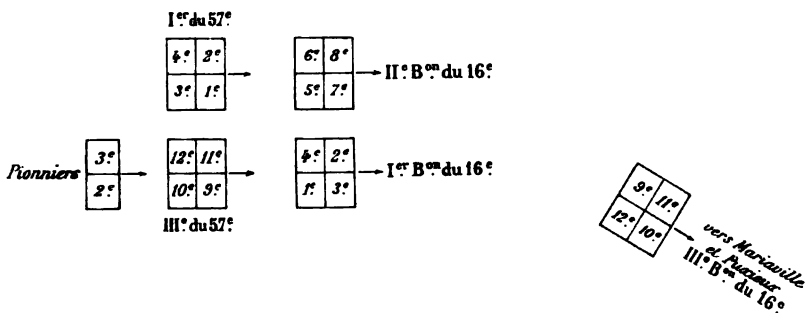 Iᵉʳ du 57ᵉ
4ᵉ 2ᵉ
3ᵉ 1ᵉ
6ᵉ 8ᵉ
5ᵉ 7ᵉ
IIᵉ Bᵒⁿ du 16ᵉ
Pionniers
3ᵉ
2ᵉ
12ᵉ 11ᵉ
10ᵉ 9ᵉ
IIIᵉ du 57ᵉ
4ᵉ 2ᵉ
1ᵉ 3ᵉ
Iᵉʳ Bᵒⁿ du 16ᵉ
9ᵉ 11ᵉ
12ᵉ 10ᵉ
vers Mariaville
et Puxieux
IIIᵉ Bᵒⁿ du 16ᵉ